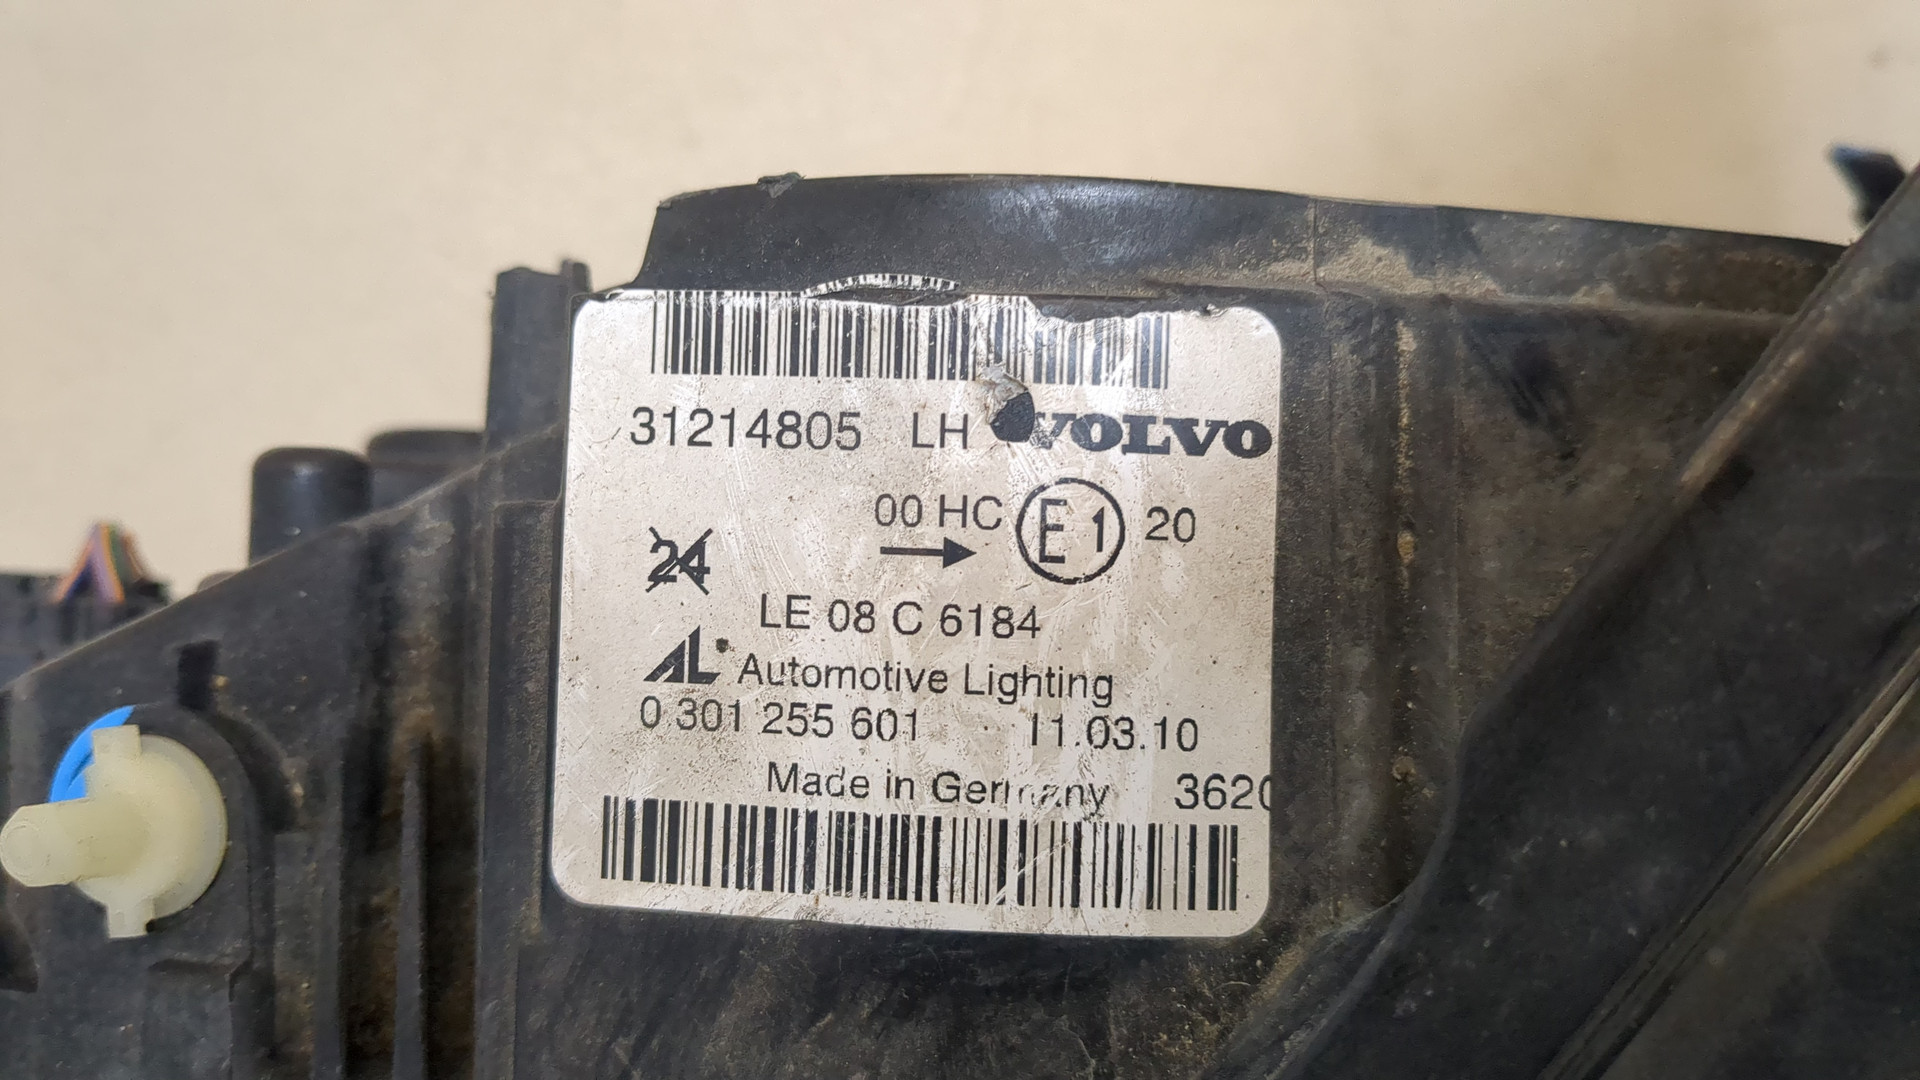 31214805 LH VOLVO
00 HC E1 20
24
LE 08 C 6184
AL Automotive Lighting
0 301 255 601 11.03.10
Made in Germany 3620